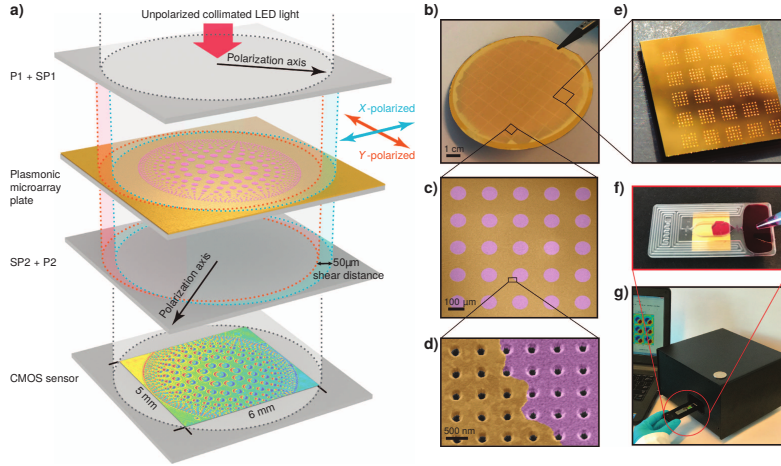 a)
Unpolarized collimated LED light
Polarization axis
P1 + SP1
X-polarized
Y-polarized
Plasmonic
microarray
plate
SP2 + P2
50µm
shear distance
Polarization axis
CMOS sensor
5 mm
6 mm
b)
1 cm
c)
100 µm
d)
500 nm
e)
f)
g)